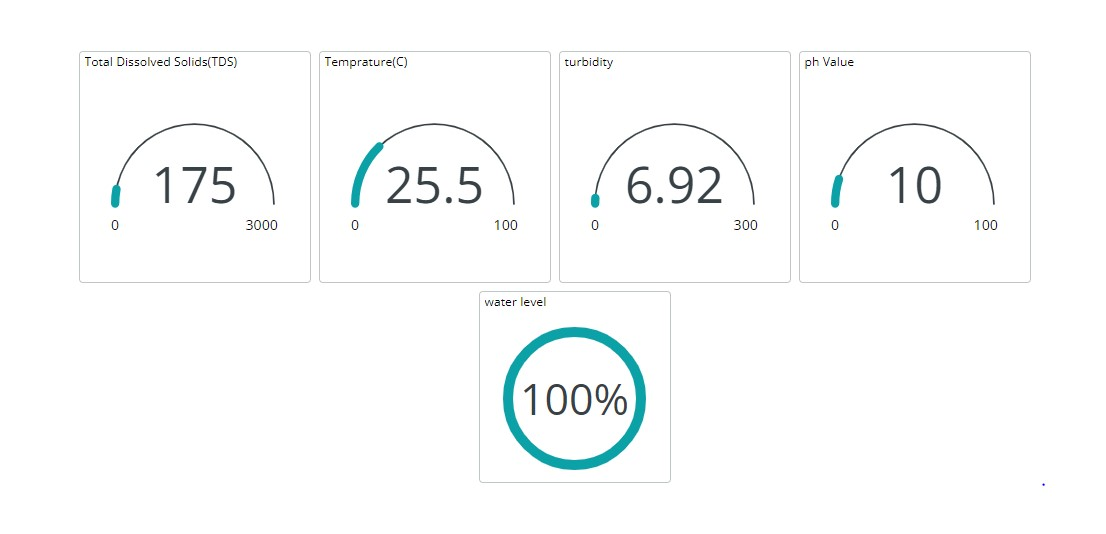 Total Dissolved Solids(TDS)
175
0 3000
Temprature(C)
25.5
0 100
turbidity
6.92
0 300
ph Value
10
0 100
water level
100%